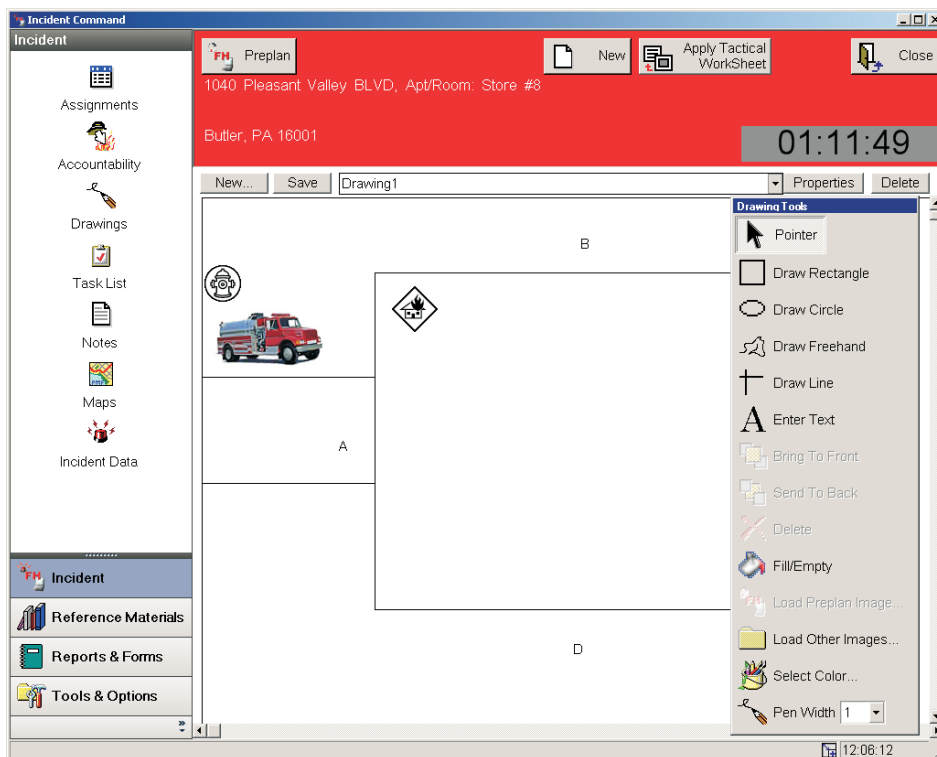 Incident Command
Incident
Assignments
Accountability
Drawings
Task List
Notes
Maps
Incident Data
FH Incident
Reference Materials
Reports & Forms
Tools & Options
»
FH Preplan
New
Apply Tactical
WorkSheet
Close
1040 Pleasant Valley BLVD, Apt/Room: Store #8
Butler, PA 16001
01:11:49
New... Save Drawing1 Properties Delete
B
A
D
Drawing Tools
Pointer
Draw Rectangle
Draw Circle
Draw Freehand
Draw Line
A Enter Text
Bring To Front
Send To Back
Delete
Fill/Empty
FH Load Preplan Image...
Load Other Images...
Select Color...
Pen Width 1
12:06:12